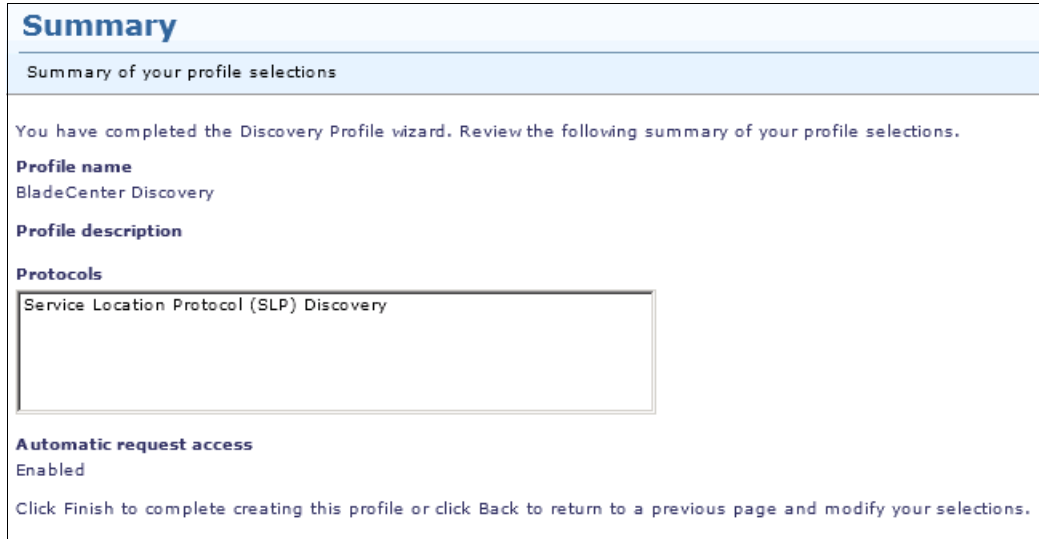 Summary
Summary of your profile selections
You have completed the Discovery Profile wizard. Review the following summary of your profile selections.
Profile name
BladeCenter Discovery
Profile description
Protocols
Service Location Protocol (SLP) Discovery
Automatic request access
Enabled
Click Finish to complete creating this profile or click Back to return to a previous page and modify your selections.